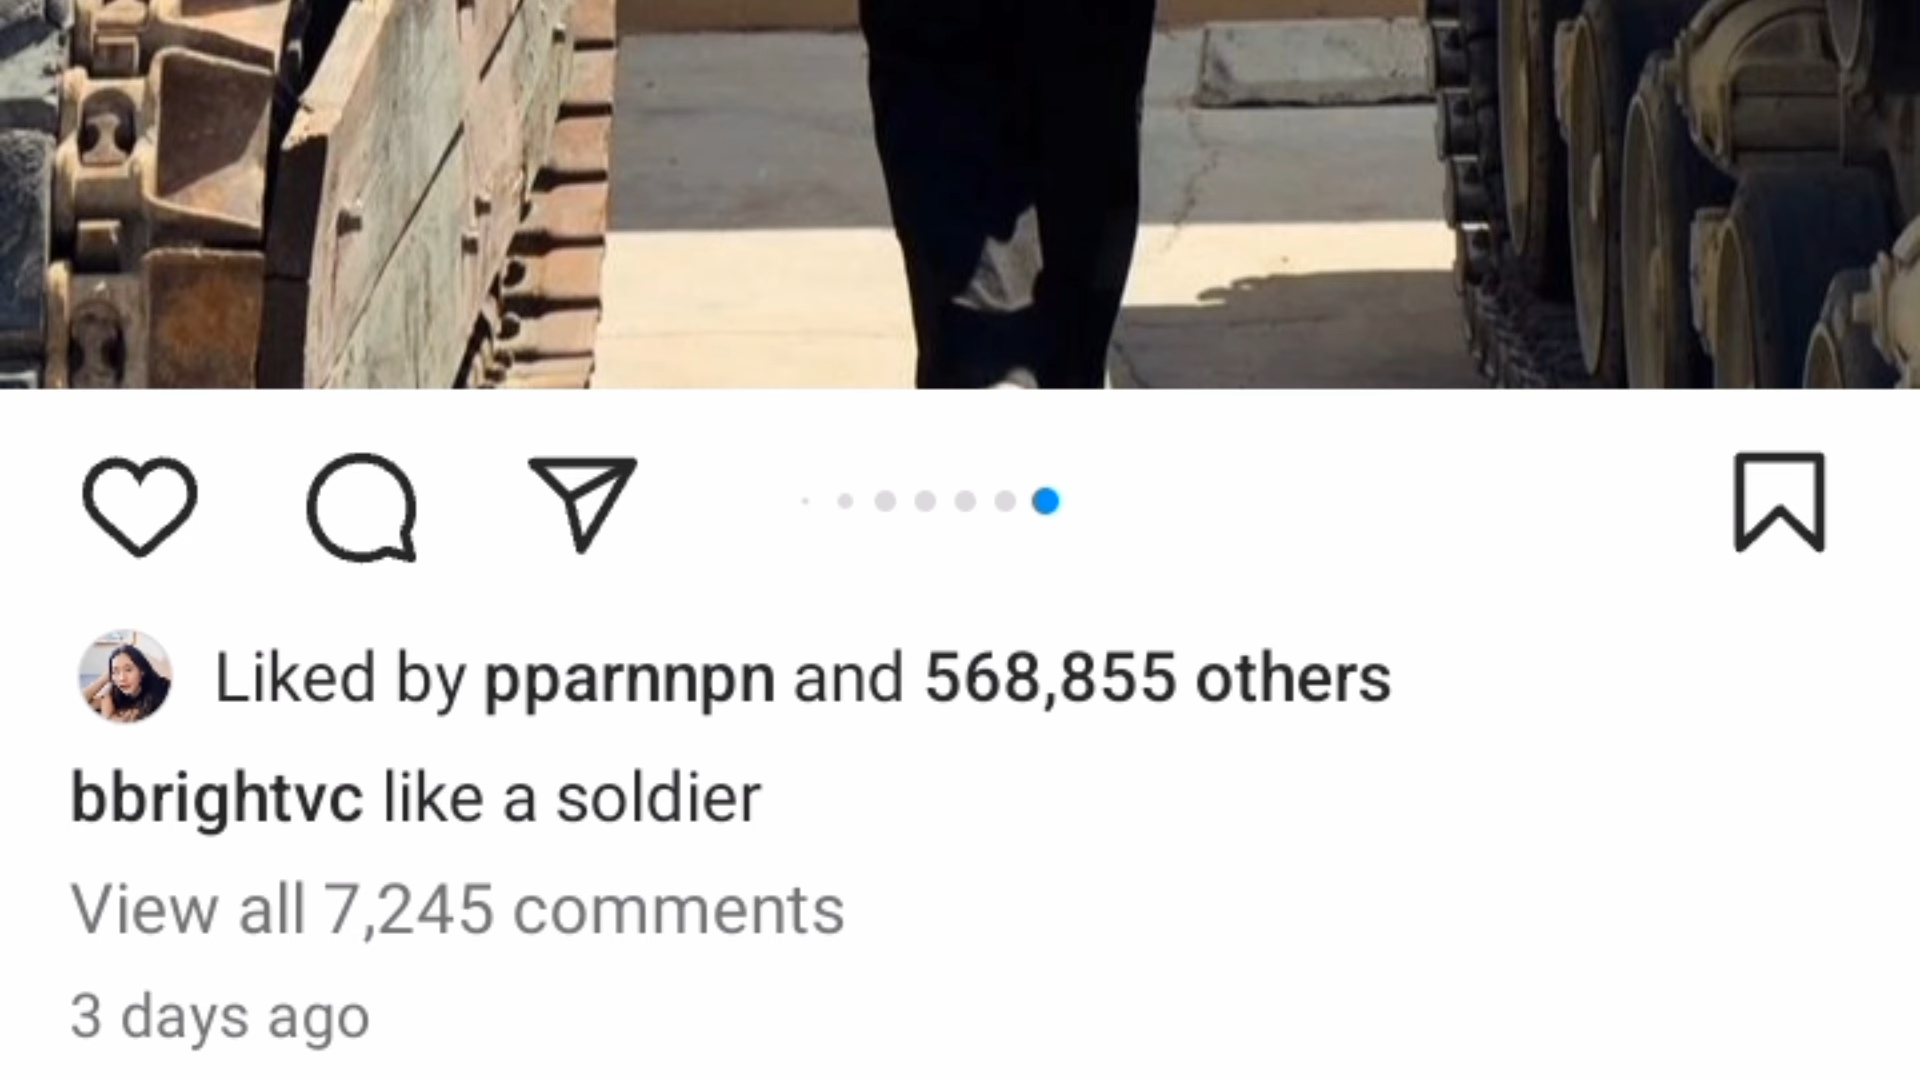 Liked by pparnnpn and 568,855 others
bbrightvc like a soldier
View all 7,245 comments
3 days ago